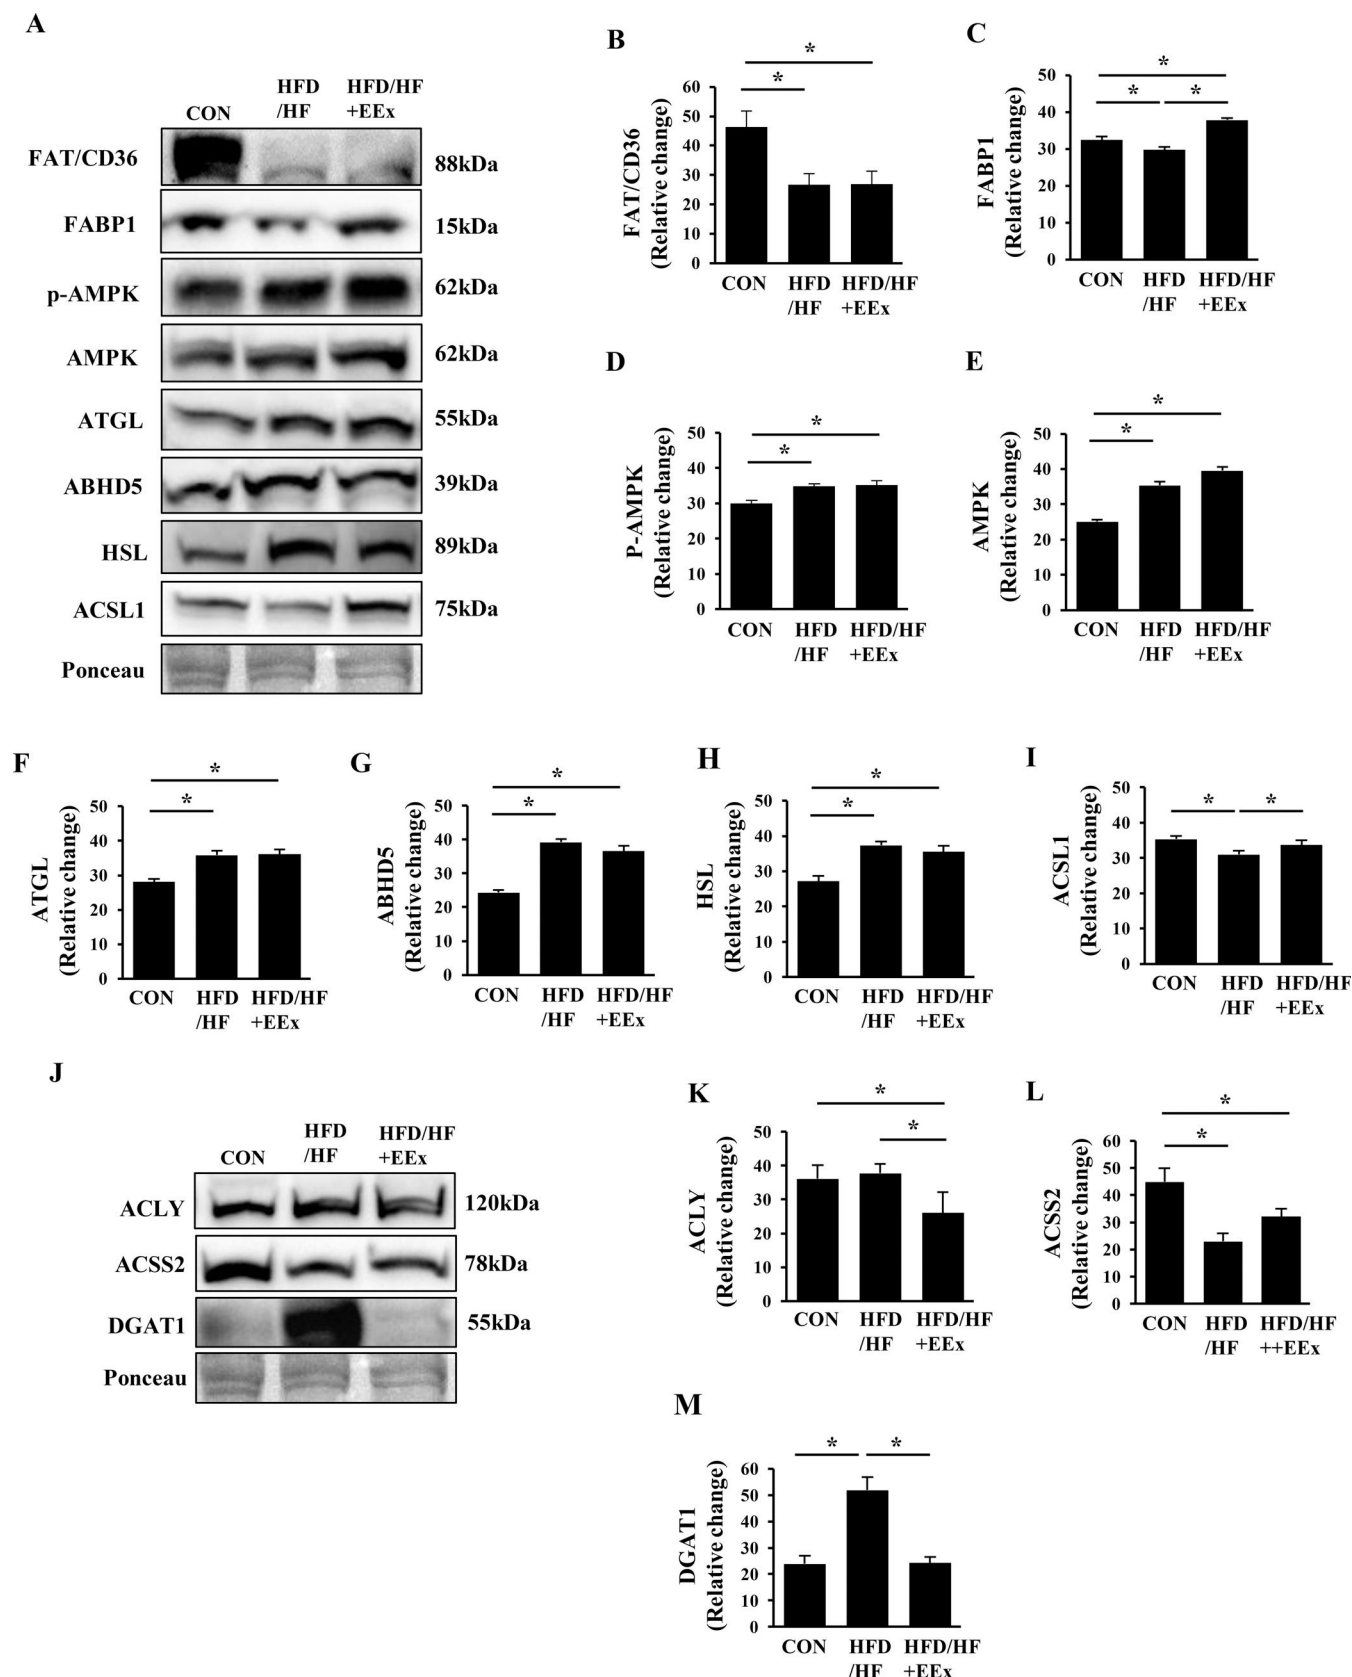 A
HFD HFD/HF
CON /HF +EEx
FAT/CD36 88kDa
FABP1 15kDa
p-AMPK 62kDa
AMPK 62kDa
ATGL 55kDa
ABHD5 39kDa
HSL 89kDa
ACSL1 75kDa
Ponceau
B
*
*
FAT/CD36
(Relative change)
60
50
40
30
20
10
0
CON HFD HFD/HF
/HF +EEx
C
*
* *
FABP1
(Relative change)
50
40
30
20
10
0
CON HFD HFD/HF
/HF +EEx
D
*
*
P-AMPK
(Relative change)
50
40
30
20
10
0
CON HFD HFD/HF
/HF +EEx
E
*
*
AMPK
(Relative change)
50
40
30
20
10
0
CON HFD HFD/HF
/HF +EEx
F
*
*
ATGL
(Relative change)
50
40
30
20
10
0
CON HFD HFD/HF
/HF +EEx
G
*
*
ABHD5
(Relative change)
50
40
30
20
10
0
CON HFD HFD/HF
/HF +EEx
H
*
*
HSL
(Relative change)
50
40
30
20
10
0
CON HFD HFD/HF
/HF +EEx
I
* *
ACSL1
(Relative change)
50
40
30
20
10
0
CON HFD HFD/HF
/HF +EEx
J
HFD HFD/HF
CON /HF +EEx
ACLY 120kDa
ACSS2 78kDa
DGAT1 55kDa
Ponceau
K
*
*
ACLY
(Relative change)
50
40
30
20
10
0
CON HFD HFD/HF
/HF +EEx
L
*
*
ACSS2
(Relative change)
60
50
40
30
20
10
0
CON HFD HFD/HF
/HF ++EEx
M
* *
DGAT1
(Relative change)
60
50
40
30
20
10
0
CON HFD HFD/HF
/HF +EEx